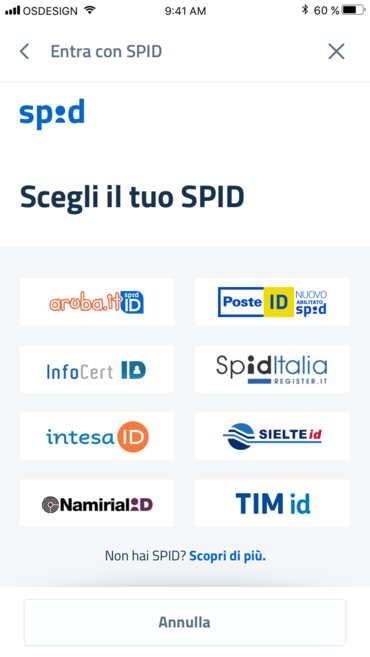 OSDESIGN 9:41 AM 60 %
Entra con SPID
spid
Scegli il tuo SPID
aruba.it spid ID
Poste ID NUOVO ABILITATO spid
InfoCert ID
SpidItalia
REGISTER.IT
intesa ID
SIELTE id
Namirial ID
TIM id
Non hai SPID? Scopri di più.
Annulla